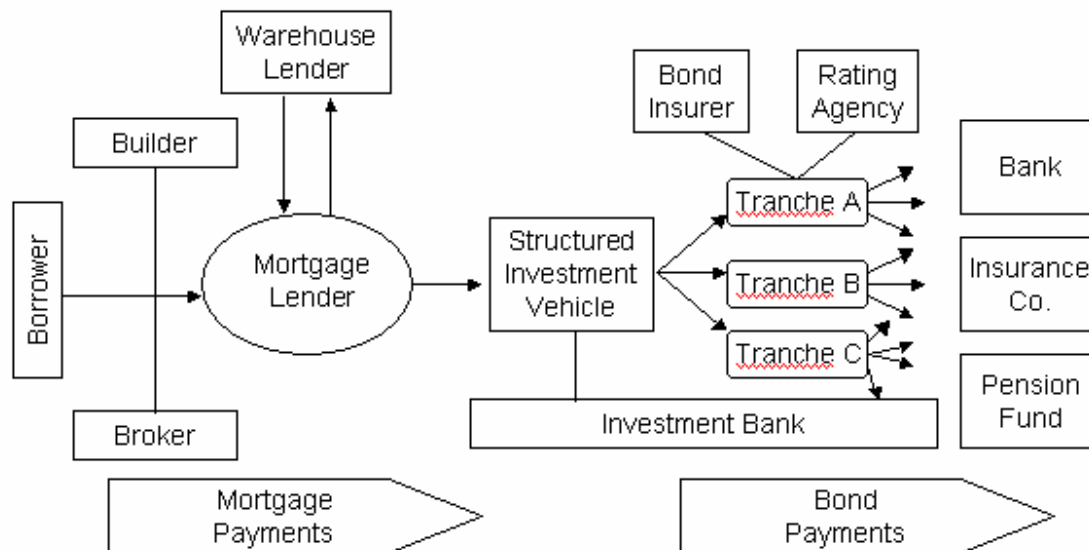 Warehouse
Lender
Bond
Insurer
Rating
Agency
Builder
Bank
Borrower
Mortgage
Lender
Structured
Investment
Vehicle
Tranche A
Tranche B
Tranche C
Insurance
Co.
Pension
Fund
Broker
Investment Bank
Mortgage
Payments
Bond
Payments